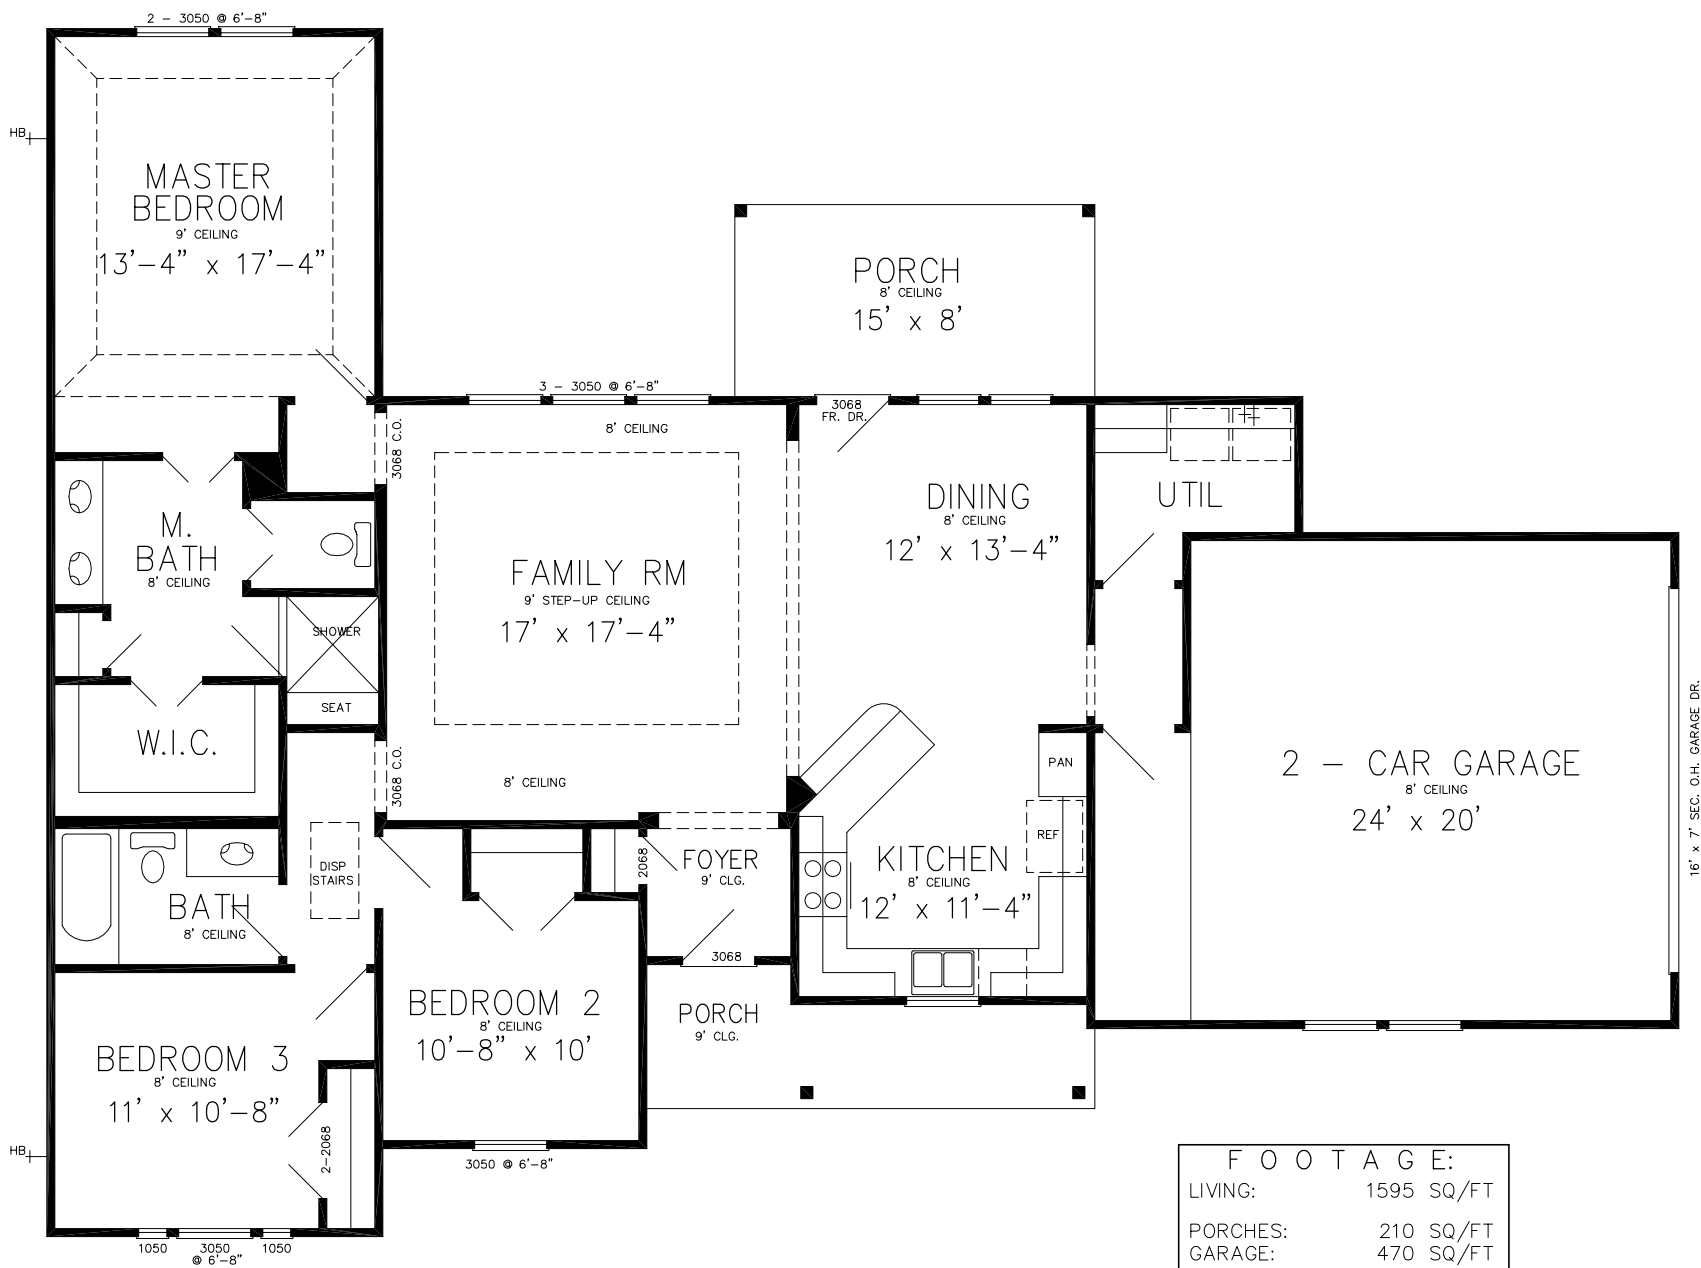 2 – 3050 @ 6'–8"
HB
MASTER
BEDROOM
9' CEILING
13'–4" x 17'–4"
PORCH
8' CEILING
15' x 8'
3 – 3050 @ 6'–8"
3068
FR. DR.
8' CEILING
3068 C.O.
M.
BATH
8' CEILING
FAMILY RM
9' STEP–UP CEILING
17' x 17'–4"
DINING
8' CEILING
12' x 13'–4"
UTIL
SHOWER
SEAT
W.I.C.
3068 C.O.
8' CEILING
PAN
REF
2 – CAR GARAGE
8' CEILING
24' x 20'
16' x 7' SEC. O.H. GARAGE DR.
DISP
STAIRS
BATH
8' CEILING
2068
FOYER
9' CLG.
KITCHEN
8' CEILING
12' x 11'–4"
3068
BEDROOM 2
8' CEILING
10'–8" x 10'
PORCH
9' CLG.
BEDROOM 3
8' CEILING
11' x 10'–8"
2–2068
HB
3050 @ 6'–8"
1050
3050
@ 6'–8"
1050
FOOTAGE:
LIVING: 1595 SQ/FT
PORCHES: 210 SQ/FT
GARAGE: 470 SQ/FT